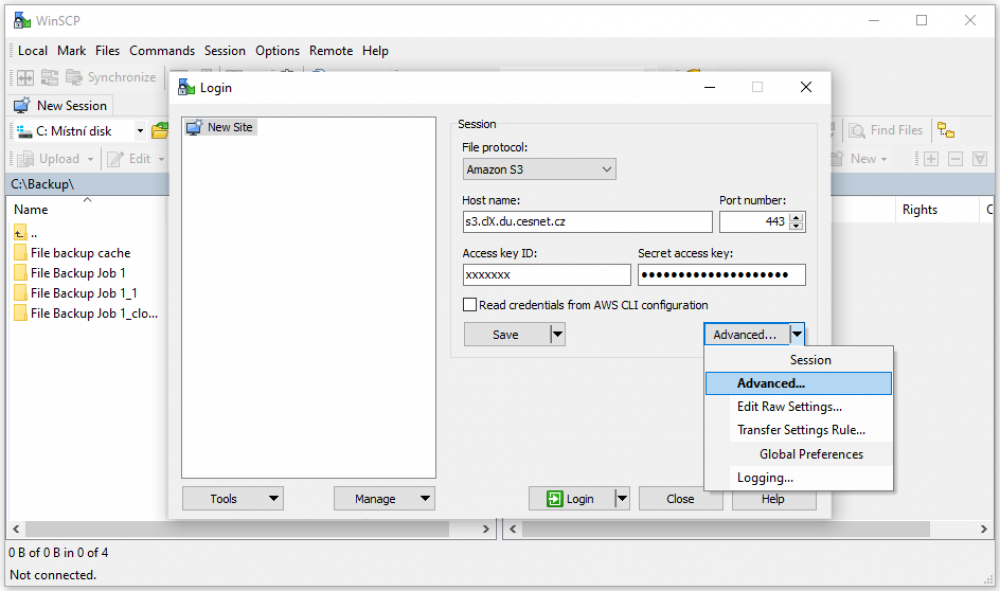 WinSCP
Local Mark Files Commands Session Options Remote Help
Synchronize
New Session
C: Místní disk
Find Files
Upload Edit
New
C:\Backup\
Name
Rights
C
..
File backup cache
File Backup Job 1
File Backup Job 1_1
File Backup Job 1_clo...
Login
New Site
Session
File protocol:
Amazon S3
Host name: Port number:
s3.clX.du.cesnet.cz 443
Access key ID: Secret access key:
xxxxxxx ••••••••••••••••••••
Read credentials from AWS CLI configuration
Save Advanced...
Session
Advanced...
Edit Raw Settings...
Transfer Settings Rule...
Global Preferences
Logging...
Tools Manage Login Close Help
0 B of 0 B in 0 of 4
Not connected.